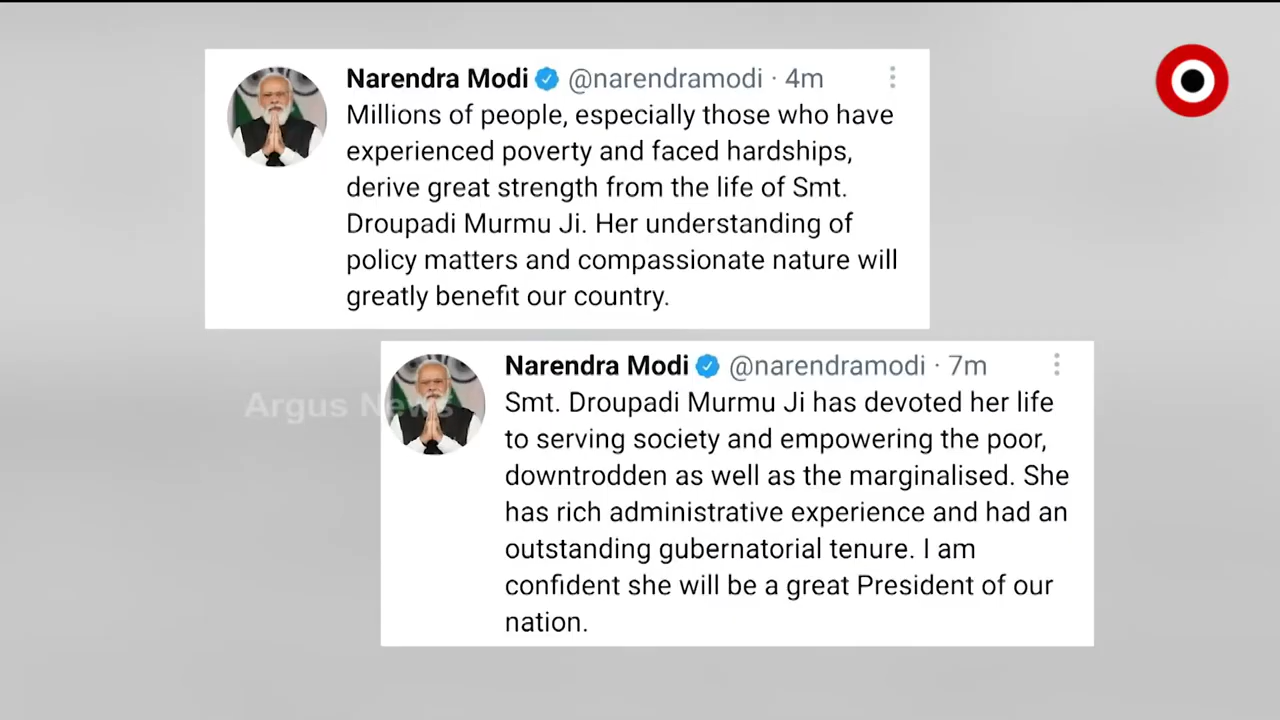 Narendra Modi @narendramodi · 4m
Millions of people, especially those who have
experienced poverty and faced hardships,
derive great strength from the life of Smt.
Droupadi Murmu Ji. Her understanding of
policy matters and compassionate nature will
greatly benefit our country.
Narendra Modi @narendramodi · 7m
Argus News
Smt. Droupadi Murmu Ji has devoted her life
to serving society and empowering the poor,
downtrodden as well as the marginalised. She
has rich administrative experience and had an
outstanding gubernatorial tenure. I am
confident she will be a great President of our
nation.